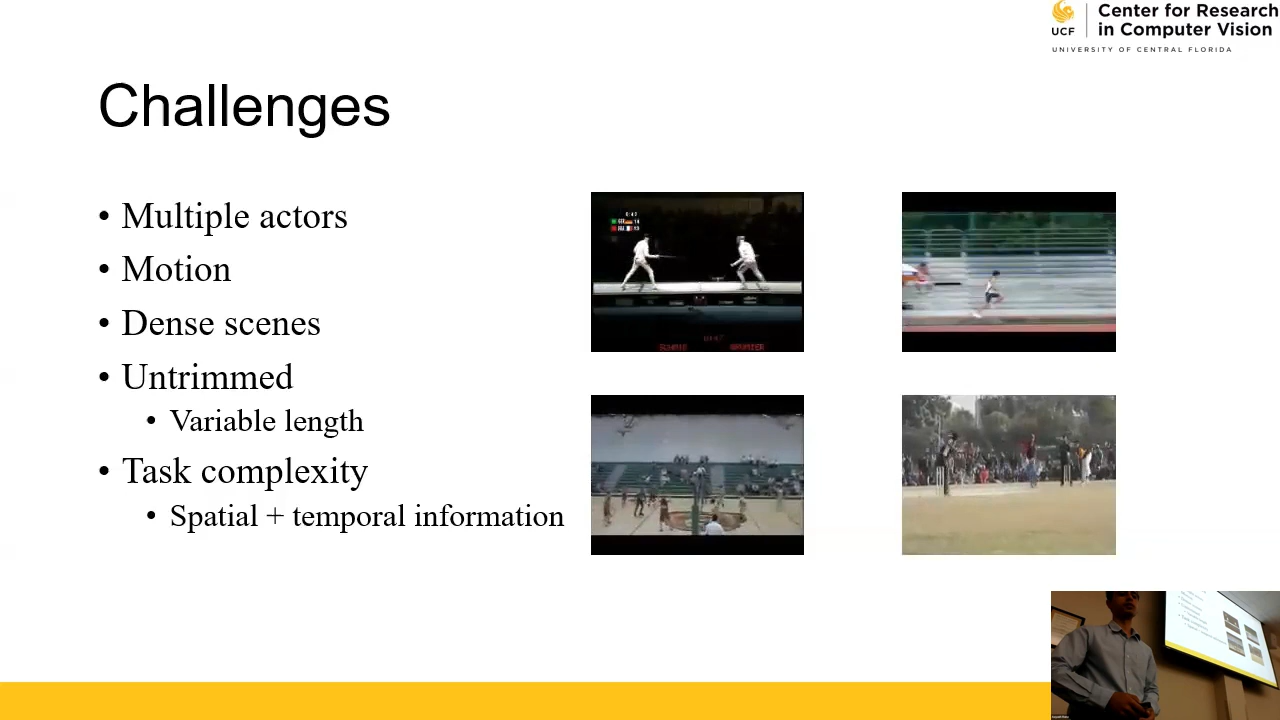 Center for Research
in Computer Vision
UCF
UNIVERSITY OF CENTRAL FLORIDA
Challenges
• Multiple actors
• Motion
• Dense scenes
• Untrimmed
• Variable length
• Task complexity
• Spatial + temporal information